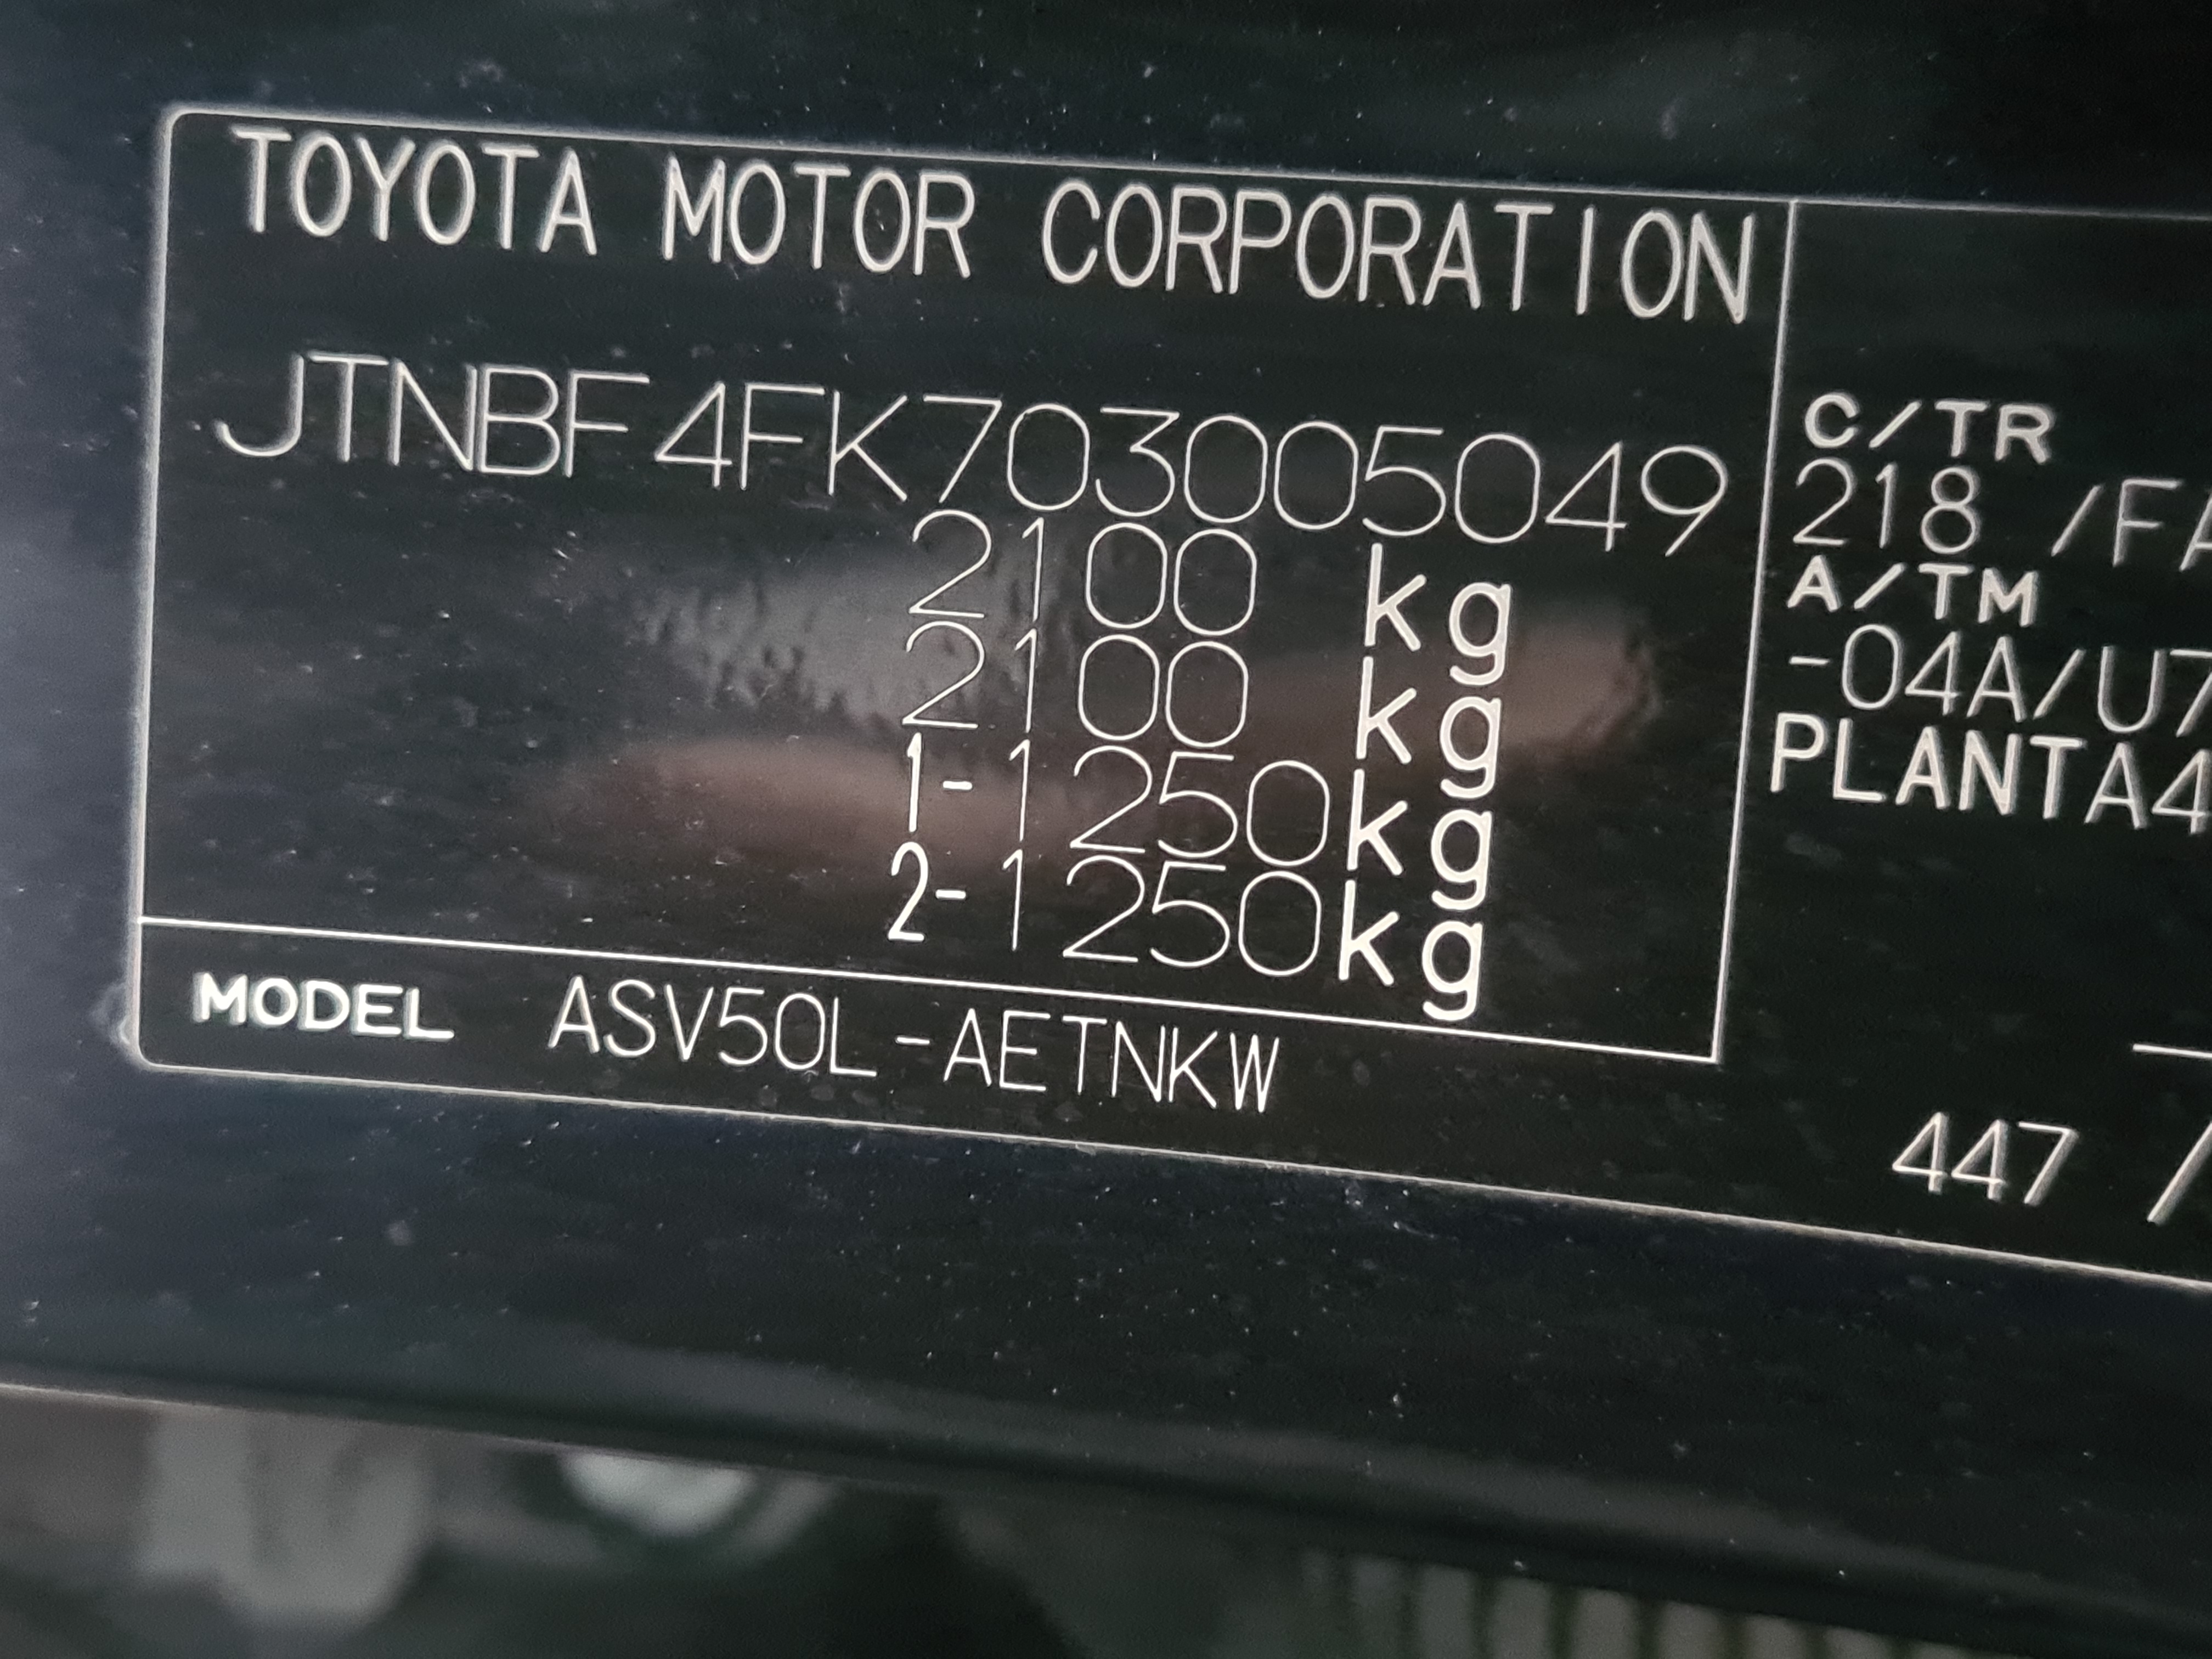 TOYOTA MOTOR CORPORATION
JTNBF4FK703005049
2100 kg
2100 kg
1-1250kg
2-1250kg
MODEL ASV50L-AETNKW
C/TR
218 /FA
A/TM
-04A/U7
PLANTA4
447 /